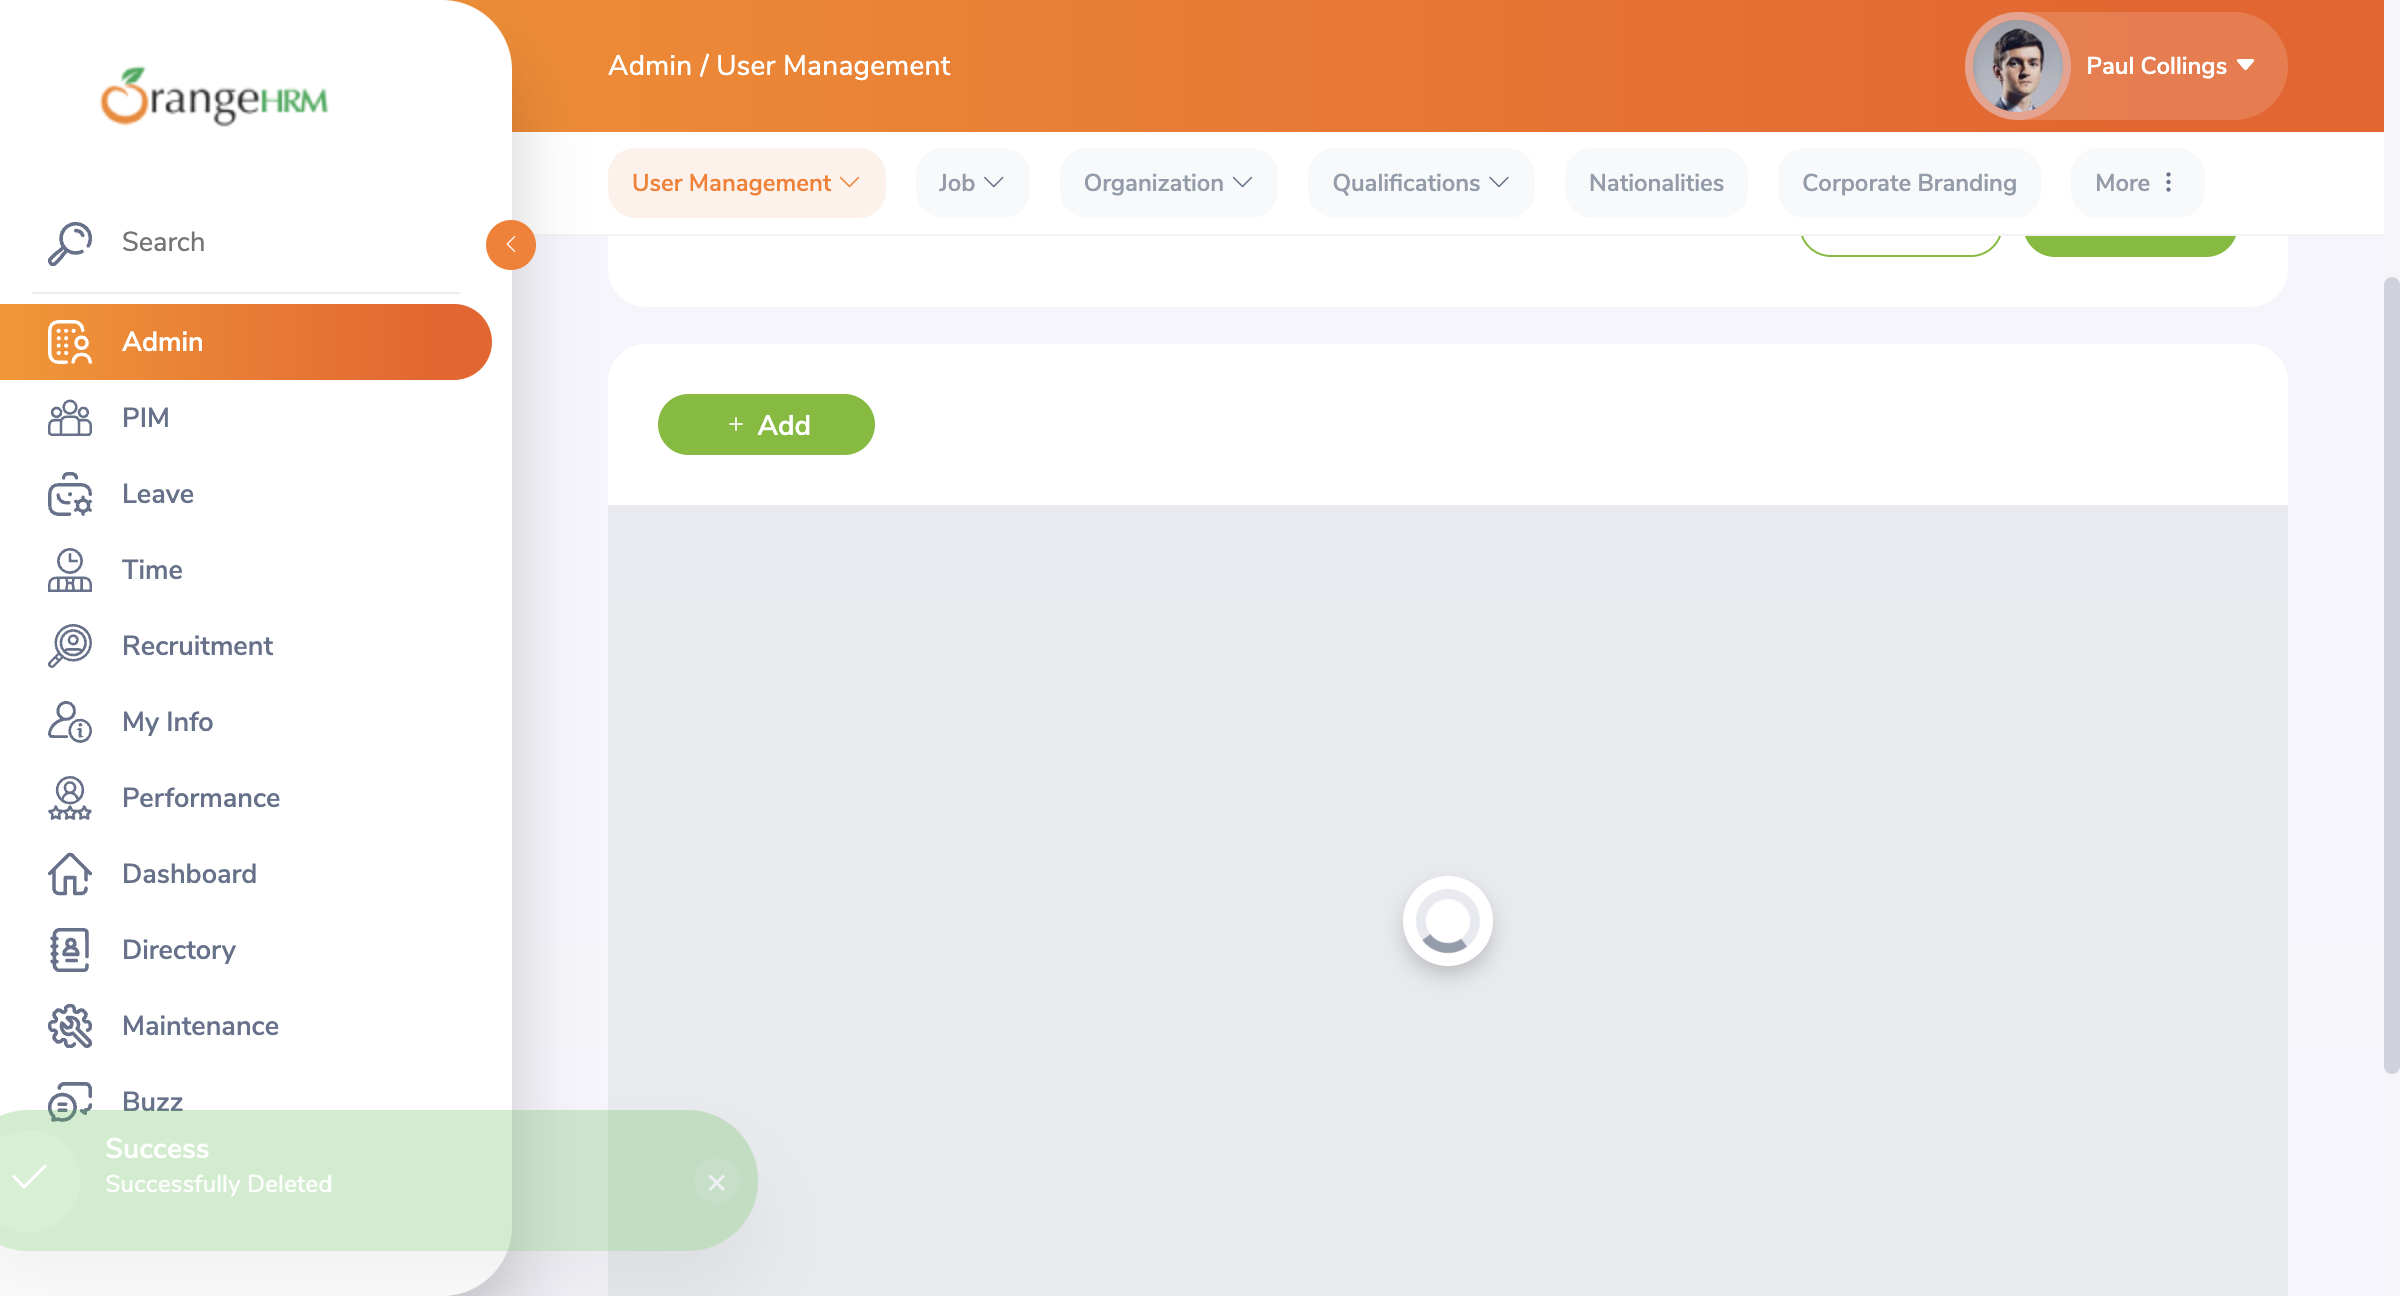 OrangeHRM
Admin / User Management
Paul Collings
User Management
Job
Organization
Qualifications
Nationalities
Corporate Branding
More
Search
Admin
PIM
Leave
Time
Recruitment
My Info
Performance
Dashboard
Directory
Maintenance
Buzz
+ Add
Success
Successfully Deleted